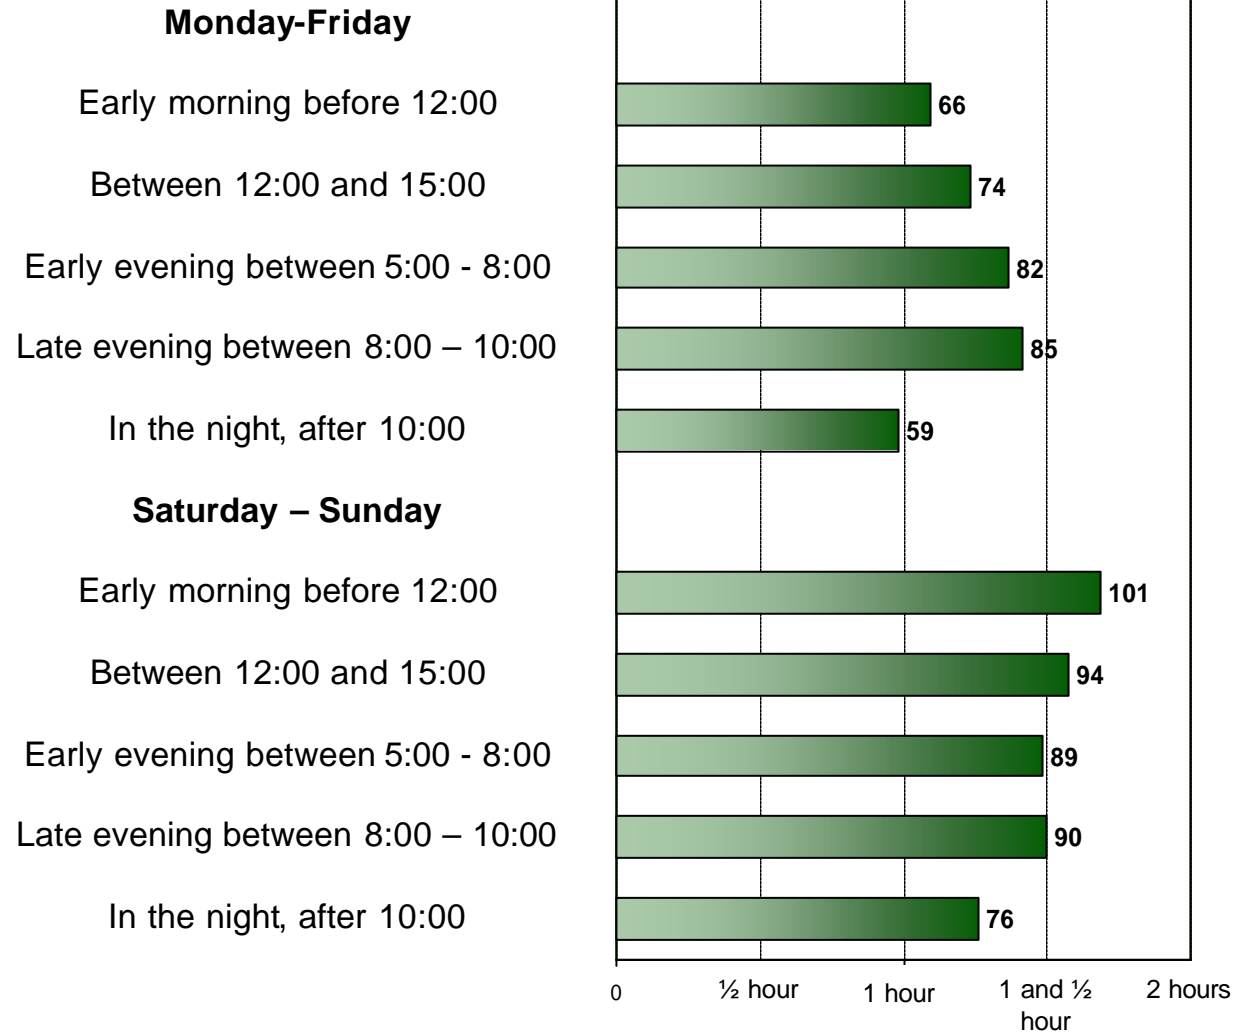 Monday-Friday
Early morning before 12:00
66
Between 12:00 and 15:00
74
Early evening between 5:00 - 8:00
82
Late evening between 8:00 – 10:00
85
In the night, after 10:00
59
Saturday – Sunday
Early morning before 12:00
101
Between 12:00 and 15:00
94
Early evening between 5:00 - 8:00
89
Late evening between 8:00 – 10:00
90
In the night, after 10:00
76
0
½ hour
1 hour
1 and ½
hour
2 hours